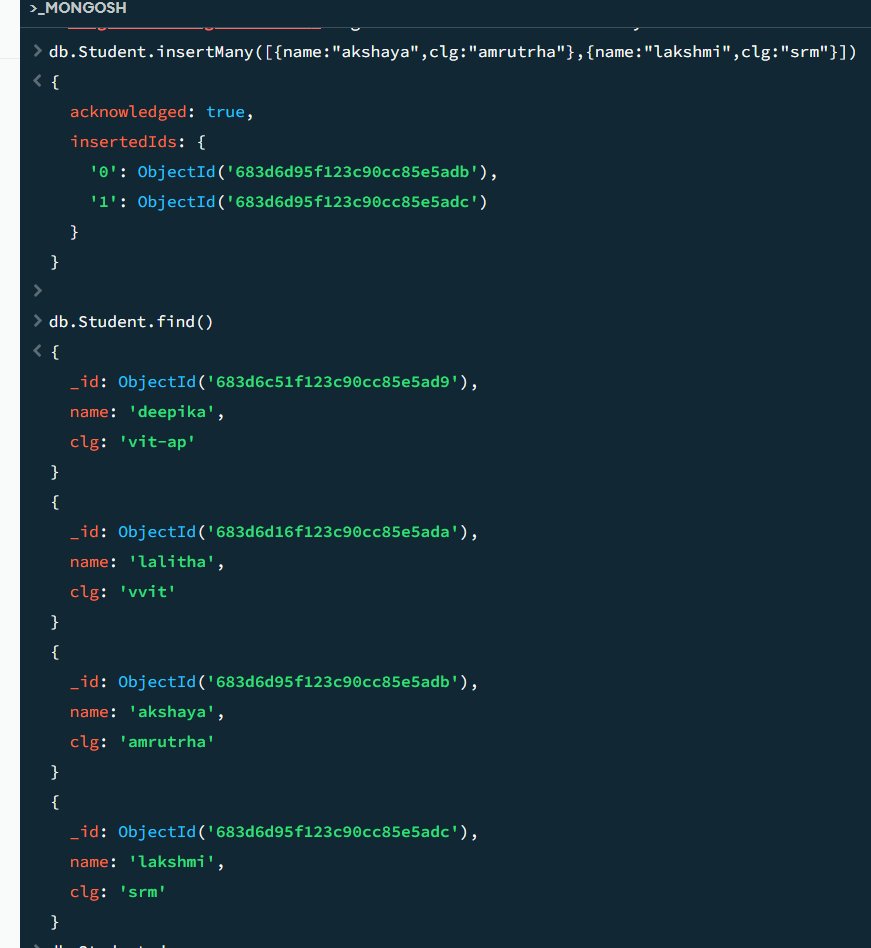 >_MONGOSH
> db.Student.insertMany([{name:"akshaya",clg:"amrutrha"},{name:"lakshmi",clg:"srm"}])
< {
acknowledged: true,
insertedIds: {
'0': ObjectId('683d6d95f123c90cc85e5adb'),
'1': ObjectId('683d6d95f123c90cc85e5adc')
}
}
>
> db.Student.find()
< {
_id: ObjectId('683d6c51f123c90cc85e5ad9'),
name: 'deepika',
clg: 'vit-ap'
}
{
_id: ObjectId('683d6d16f123c90cc85e5ada'),
name: 'lalitha',
clg: 'vvit'
}
{
_id: ObjectId('683d6d95f123c90cc85e5adb'),
name: 'akshaya',
clg: 'amrutrha'
}
{
_id: ObjectId('683d6d95f123c90cc85e5adc'),
name: 'lakshmi',
clg: 'srm'
}